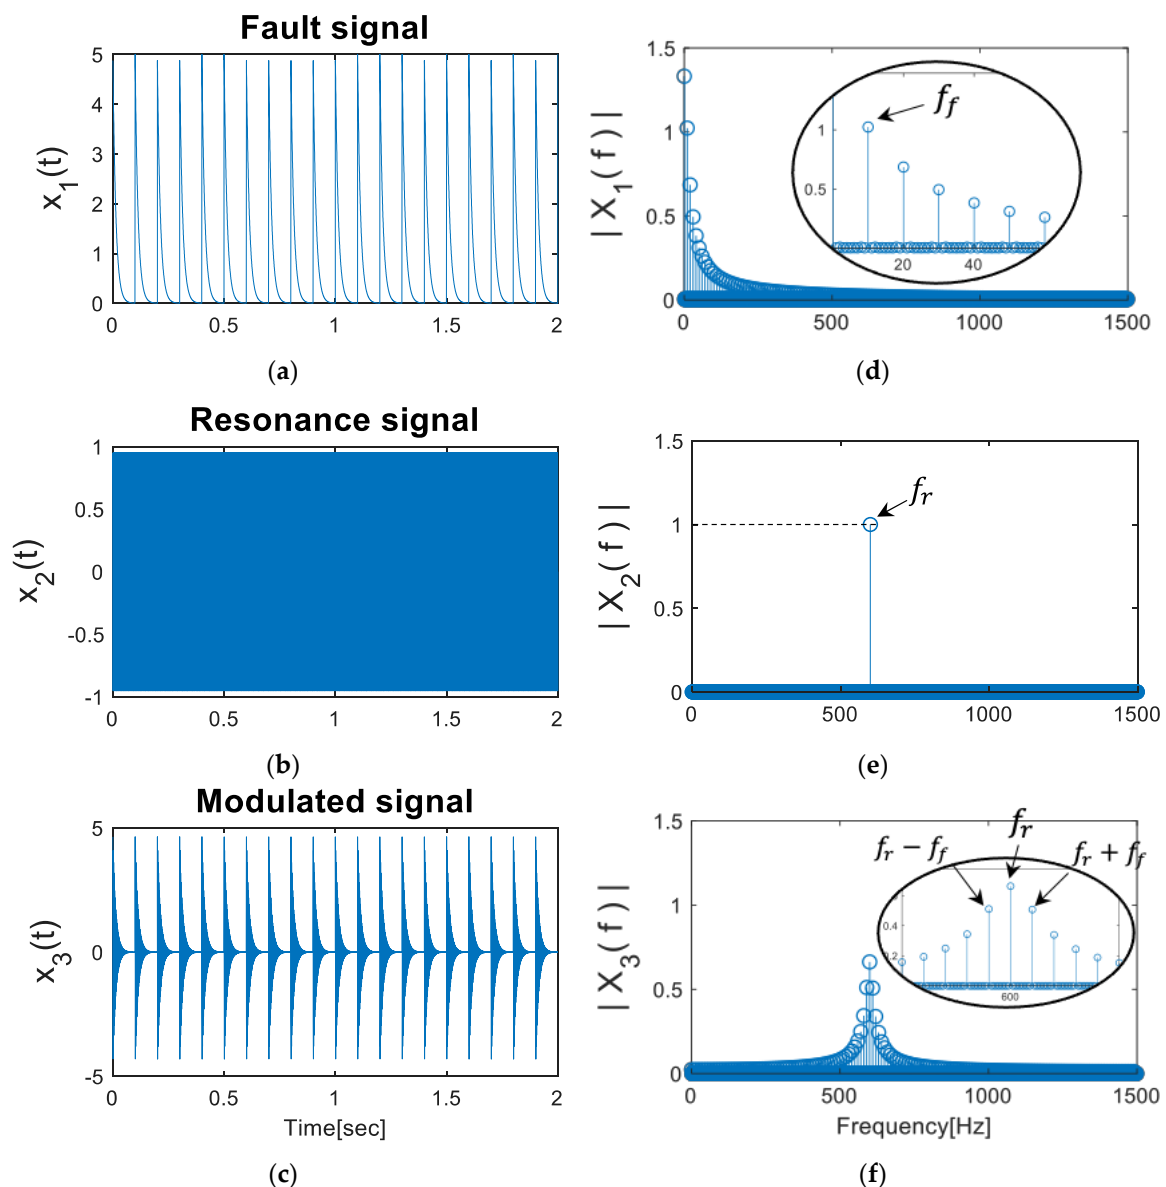 Fault signal
x1(t)
5
4
3
2
1
0
0 0.5 1 1.5 2
(a)
| X1( f ) |
1.5
1
0.5
0
0 500 1000 1500
ff
1
0.5
20 40
(d)
Resonance signal
x2(t)
1
0.5
0
-0.5
-1
0 0.5 1 1.5 2
(b)
| X2( f ) |
1.5
1
0.5
0
0 500 1000 1500
fr
(e)
Modulated signal
x3(t)
5
0
-5
0 0.5 1 1.5 2
Time[sec]
(c)
| X3( f ) |
1.5
1
0.5
0
0 500 1000 1500
fr
fr − ff
fr + ff
0.4
0.2
600
Frequency[Hz]
(f)